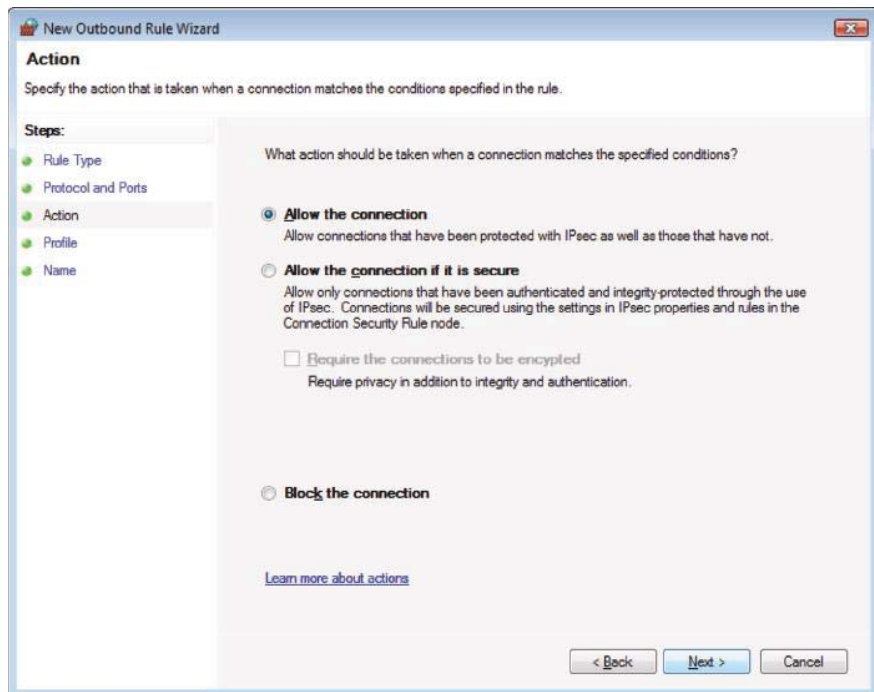 New Outbound Rule Wizard
Action
Specify the action that is taken when a connection matches the conditions specified in the rule.
Steps:
Rule Type
Protocol and Ports
Action
Profile
Name
What action should be taken when a connection matches the specified conditions?
Allow the connection
Allow connections that have been protected with IPsec as well as those that have not.
Allow the connection if it is secure
Allow only connections that have been authenticated and integrity-protected through the use
of IPsec. Connections will be secured using the settings in IPsec properties and rules in the
Connection Security Rule node.
Require the connections to be encypted
Require privacy in addition to integrity and authentication.
Block the connection
Learn more about actions
< Back
Next >
Cancel